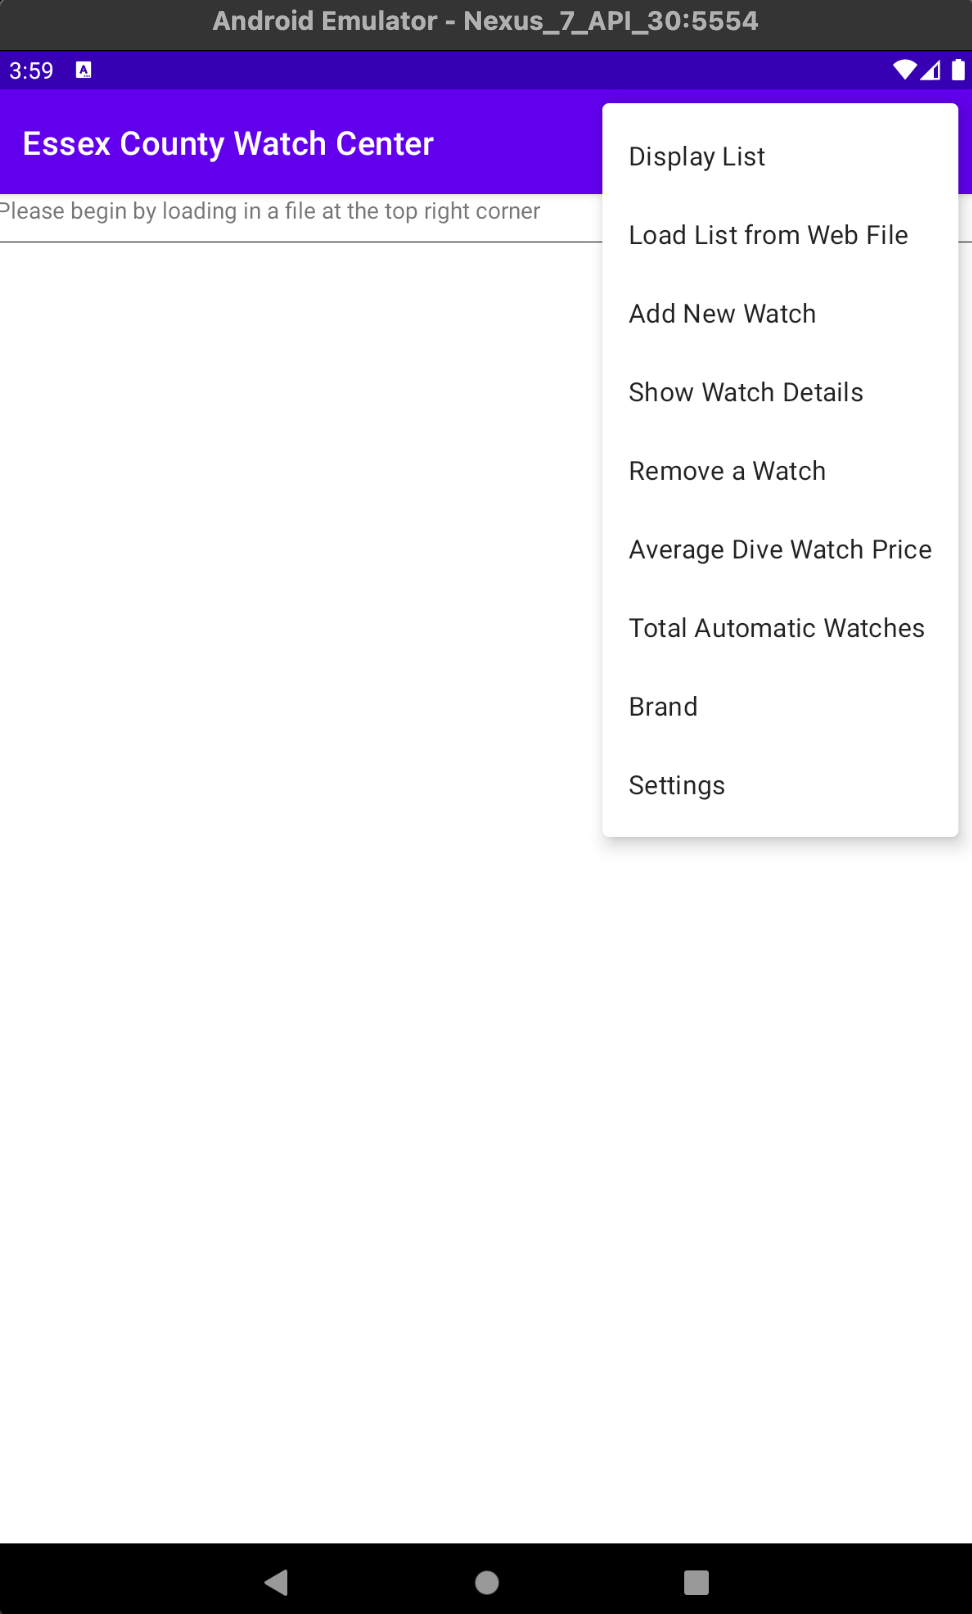 Android Emulator - Nexus_7_API_30:5554
3:59
A
Essex County Watch Center
Please begin by loading in a file at the top right corner
Display List
Load List from Web File
Add New Watch
Show Watch Details
Remove a Watch
Average Dive Watch Price
Total Automatic Watches
Brand
Settings